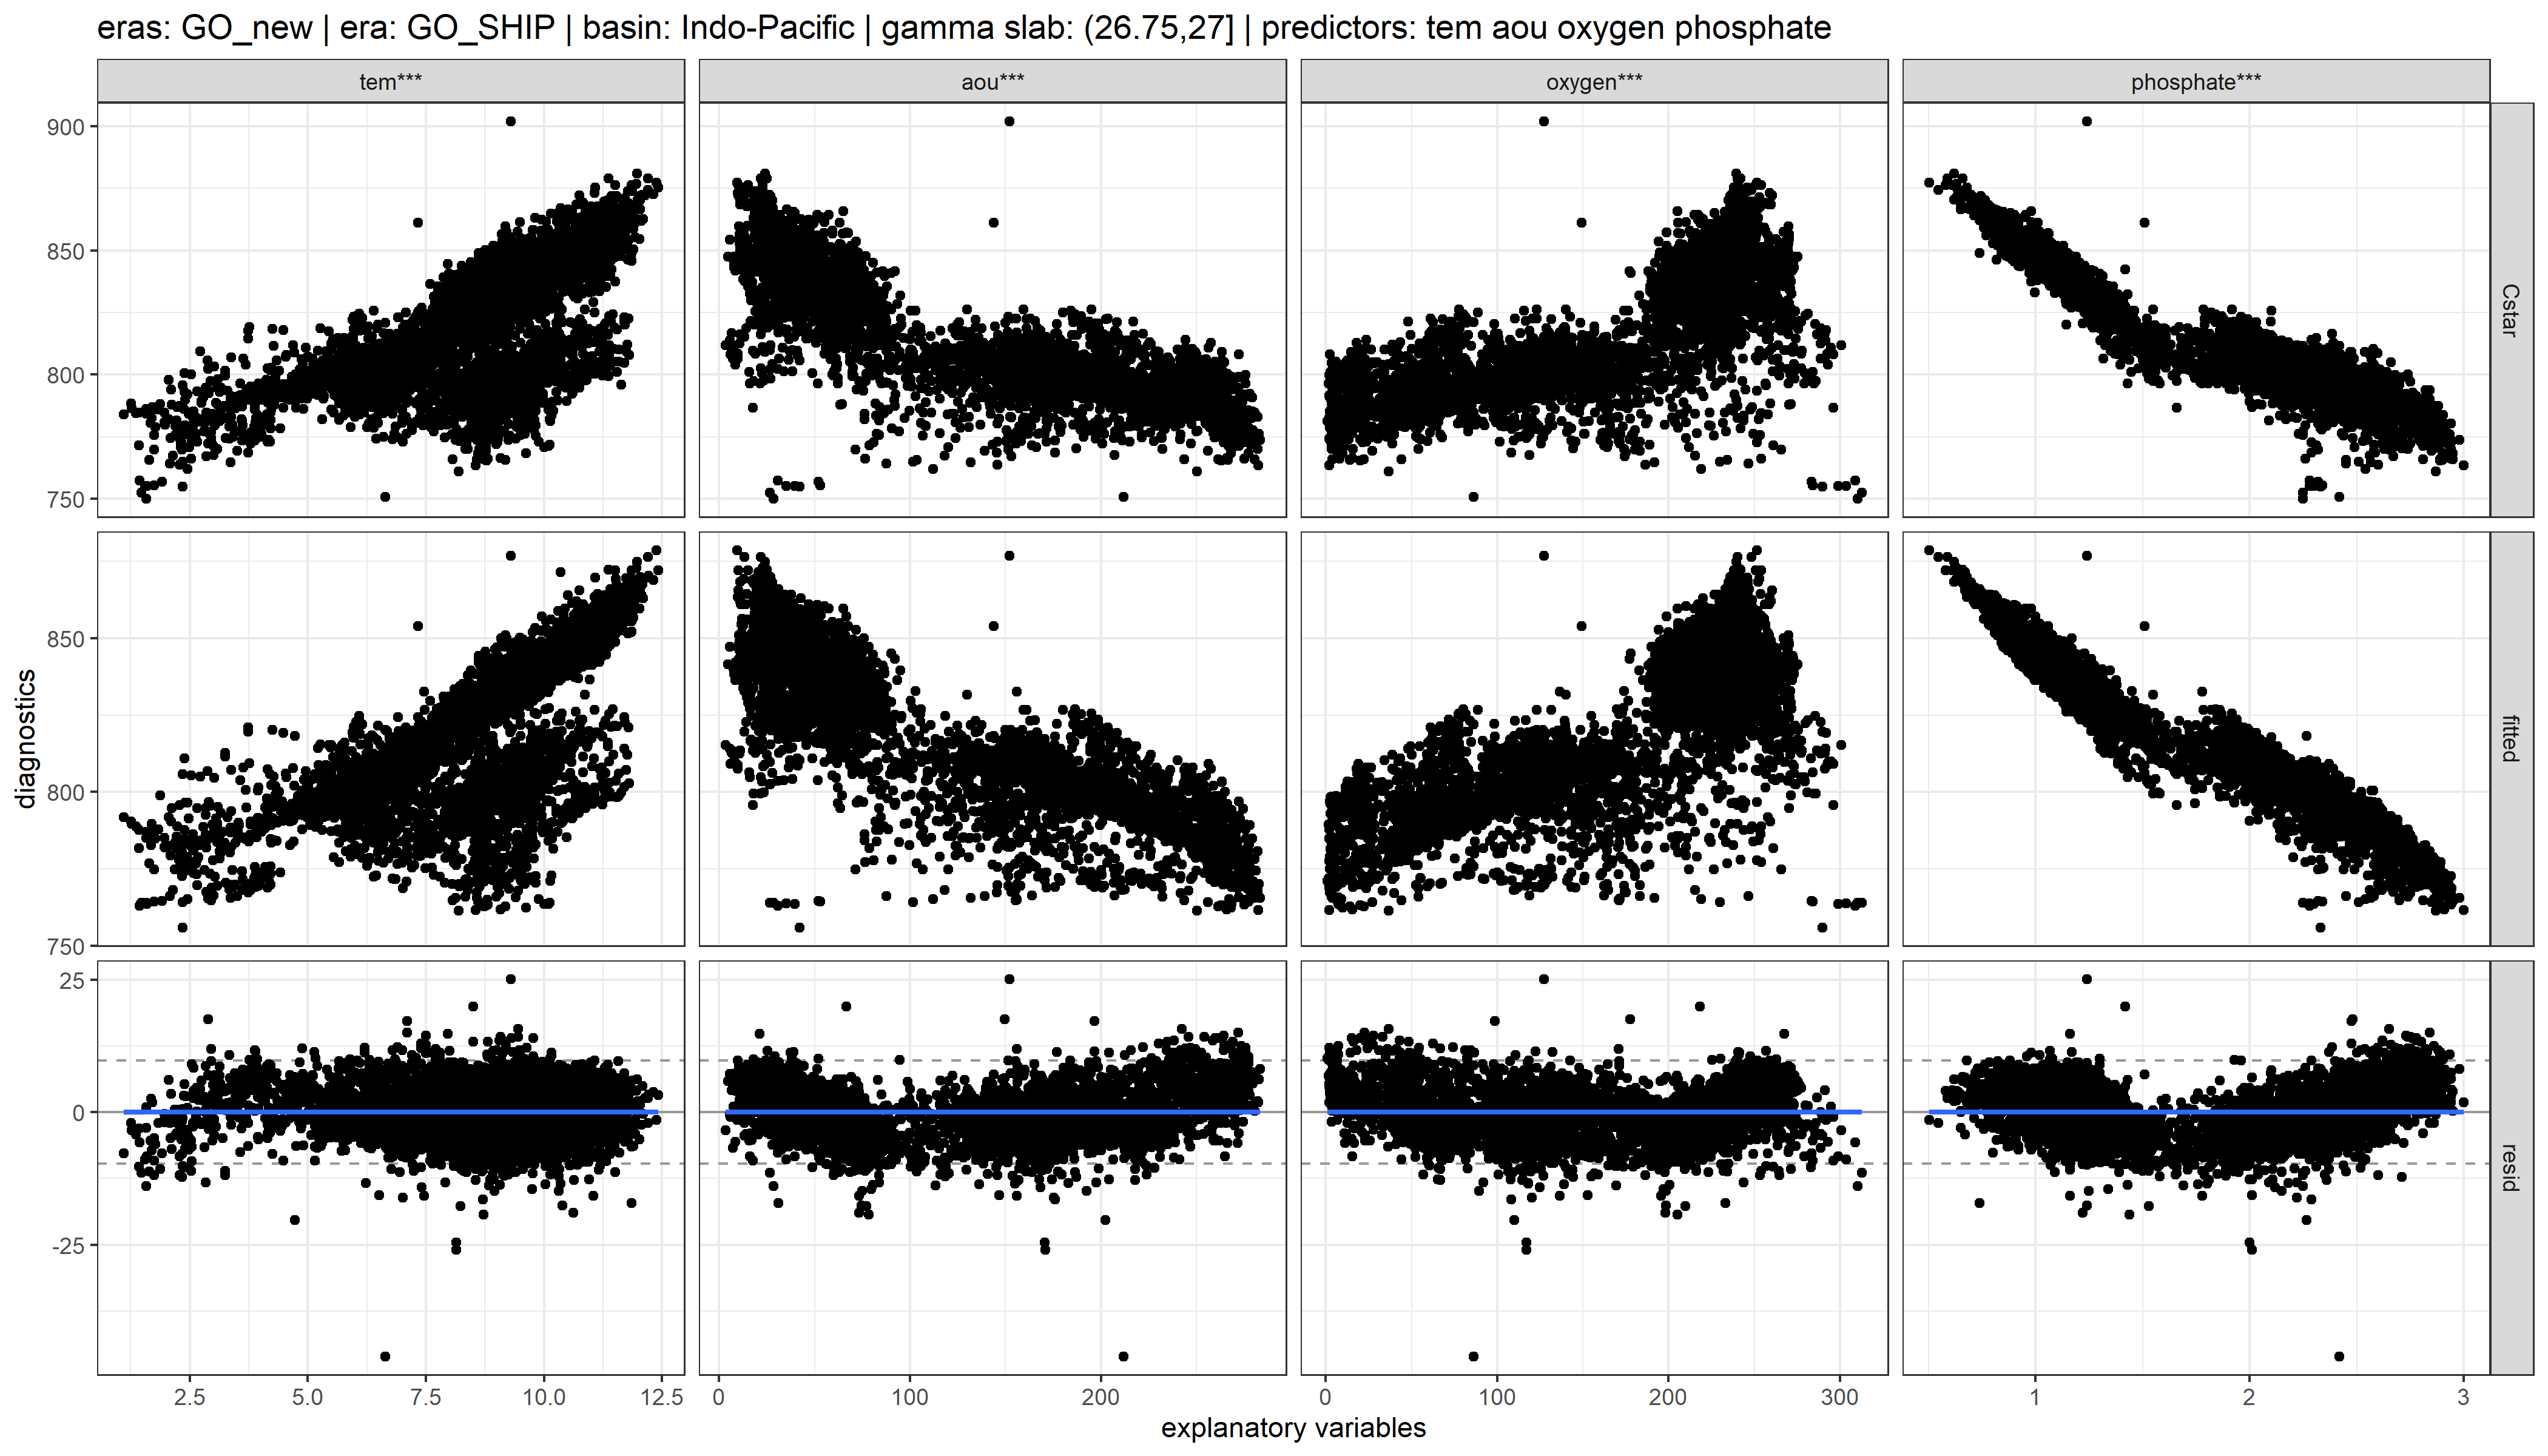 eras: GO_new | era: GO_SHIP | basin: Indo-Pacific | gamma slab: (26.75,27] | predictors: tem aou oxygen phosphate
tem*** aou*** oxygen*** phosphate***
900
850
800
750
Cstar
850
800
750
fitted
diagnostics
25
0
-25
resid
2.5 5.0 7.5 10.0 12.5 0 100 200 0 100 200 300 1 2 3
explanatory variables